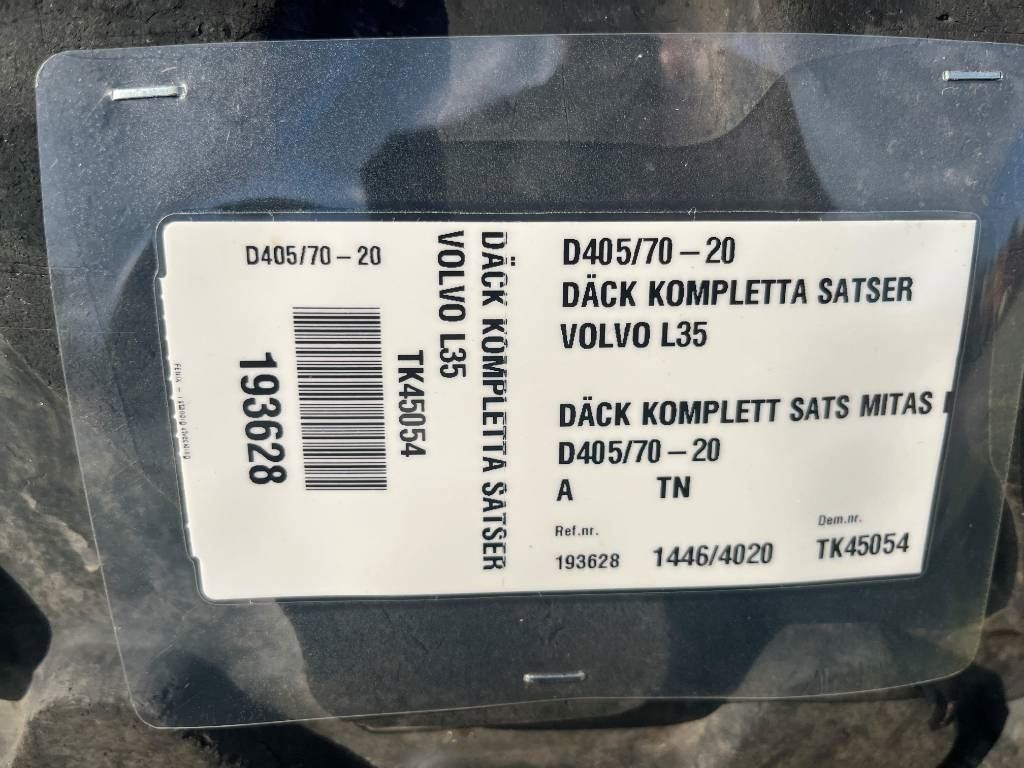 D405/70-20
193628
TK45054
VOLVO L35
DÄCK KOMPLETTA SATSER
D405/70-20
DÄCK KOMPLETTA SATSER
VOLVO L35
DÄCK KOMPLETT SATS MITAS
D405/70-20
A TN
Ref.nr. Dem.nr.
193628 1446/4020 TK45054